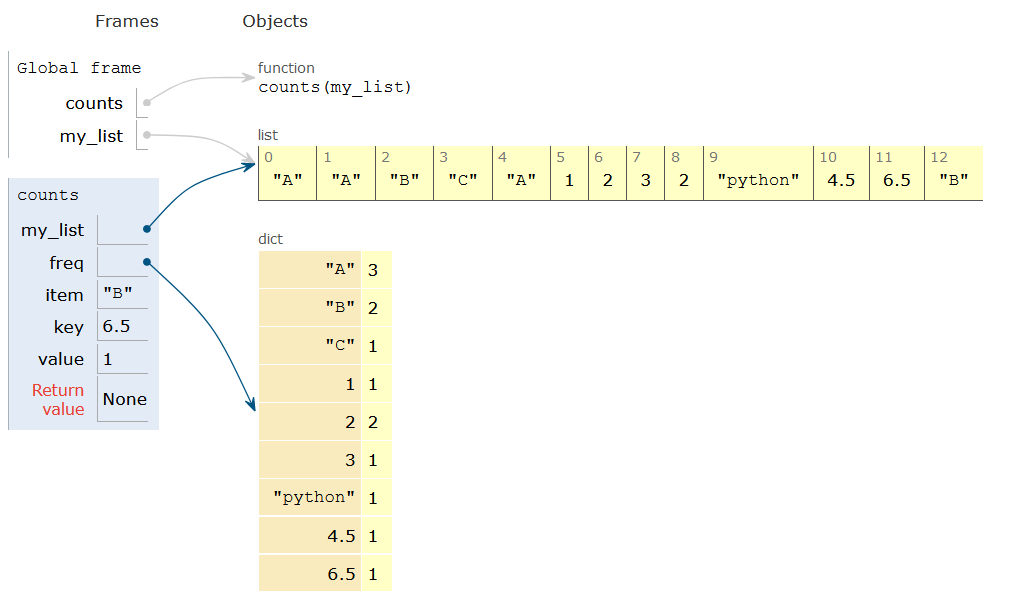 Frames Objects
Global frame
counts
my_list
function
counts(my_list)
list
0 1 2 3 4 5 6 7 8 9 10 11 12
"A" "A" "B" "C" "A" 1 2 3 2 "python" 4.5 6.5 "B"
counts
my_list
freq
item "B"
key 6.5
value 1
Return
value None
dict
"A" 3
"B" 2
"C" 1
1 1
2 2
3 1
"python" 1
4.5 1
6.5 1